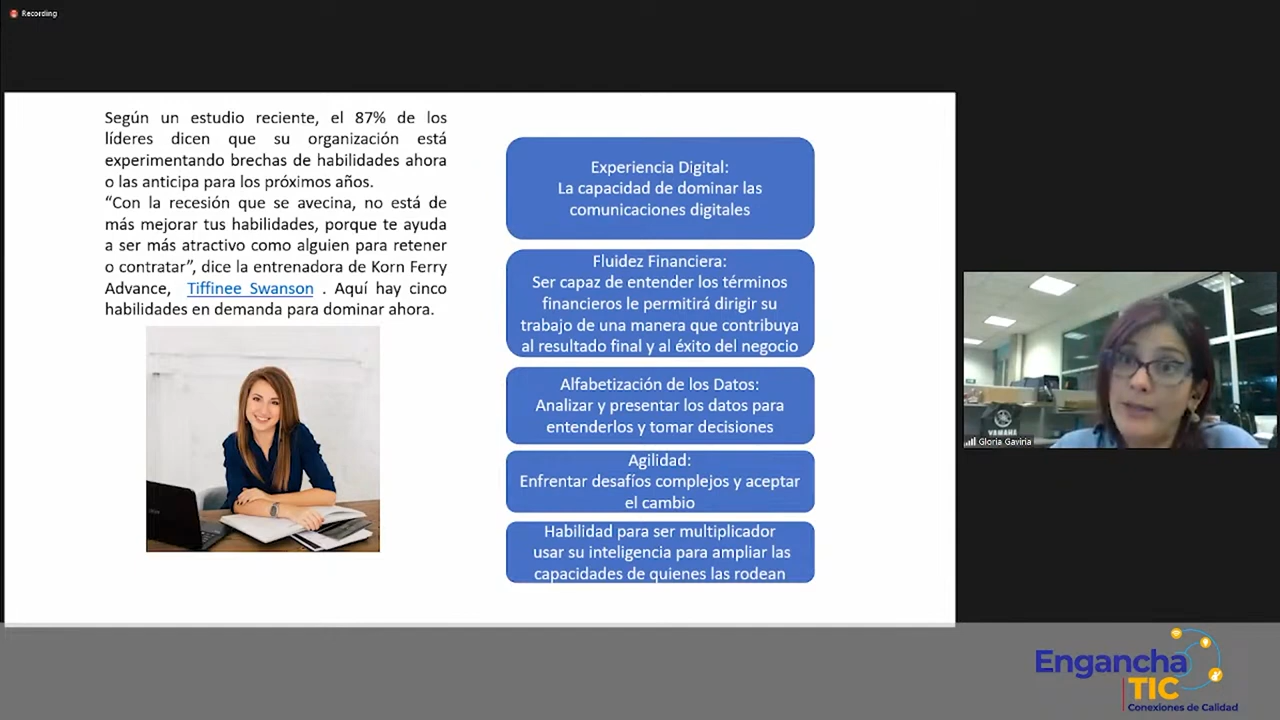 Recording
Según un estudio reciente, el 87% de los
líderes dicen que su organización está
experimentando brechas de habilidades ahora
o las anticipa para los próximos años.
“Con la recesión que se avecina, no está de
más mejorar tus habilidades, porque te ayuda
a ser más atractivo como alguien para retener
o contratar”, dice la entrenadora de Korn Ferry
Advance, Tiffinee Swanson . Aquí hay cinco
habilidades en demanda para dominar ahora.
Experiencia Digital:
La capacidad de dominar las
comunicaciones digitales
Fluidez Financiera:
Ser capaz de entender los términos
financieros le permitirá dirigir su
trabajo de una manera que contribuya
al resultado final y al éxito del negocio
Alfabetización de los Datos:
Analizar y presentar los datos para
entenderlos y tomar decisiones
Agilidad:
Enfrentar desafíos complejos y aceptar
el cambio
Habilidad para ser multiplicador
usar su inteligencia para ampliar las
capacidades de quienes las rodean
YAMAHA
Gloria Gaviria
Engancha
TIC
Conexiones de Calidad